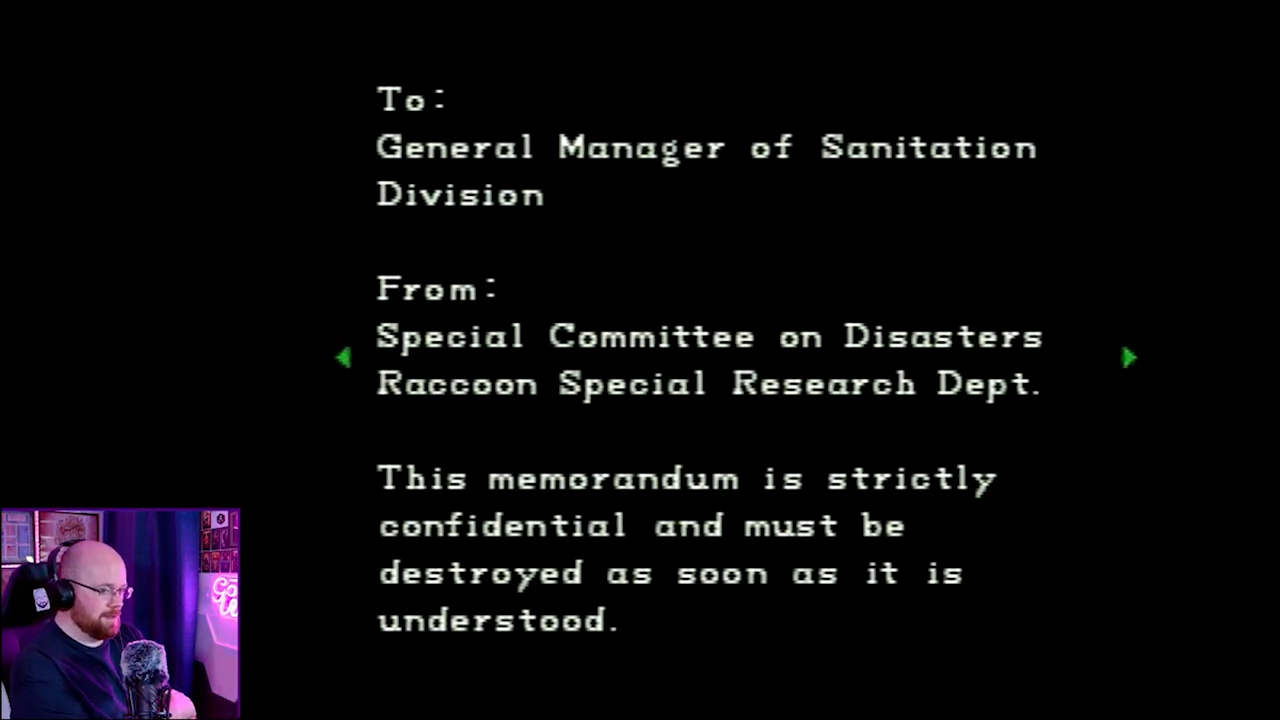 To:
General Manager of Sanitation
Division
From:
Special Committee on Disasters
Raccoon Special Research Dept.
This memorandum is strictly
confidential and must be
destroyed as soon as it is
understood.